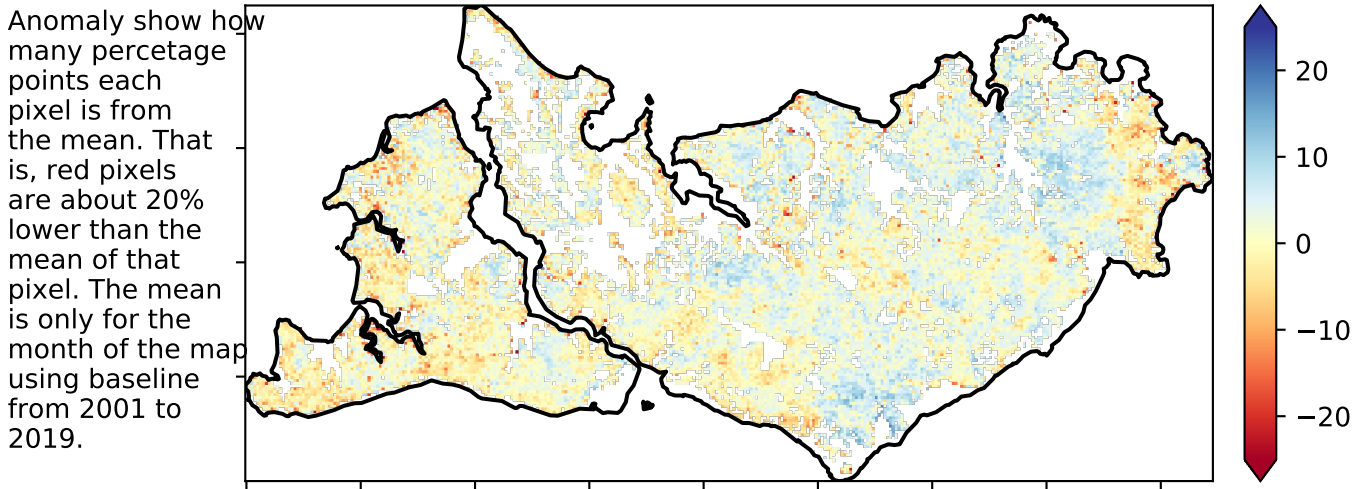 Anomaly show how
many percetage
points each
pixel is from
the mean. That
is, red pixels
are about 20%
lower than the
mean of that
pixel. The mean
is only for the
month of the map
using baseline
from 2001 to
2019.
20
10
0
−10
−20